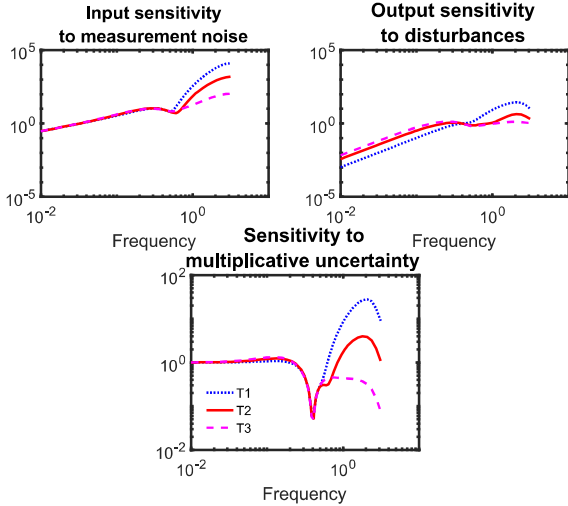 Input sensitivity
to measurement noise
10^5
10^0
10^-5
10^-2
10^0
Frequency
Output sensitivity
to disturbances
10^5
10^0
10^-5
10^-2
10^0
Frequency
Sensitivity to
multiplicative uncertainty
10^2
10^0
10^-2
T1
T2
T3
10^-2
10^0
Frequency